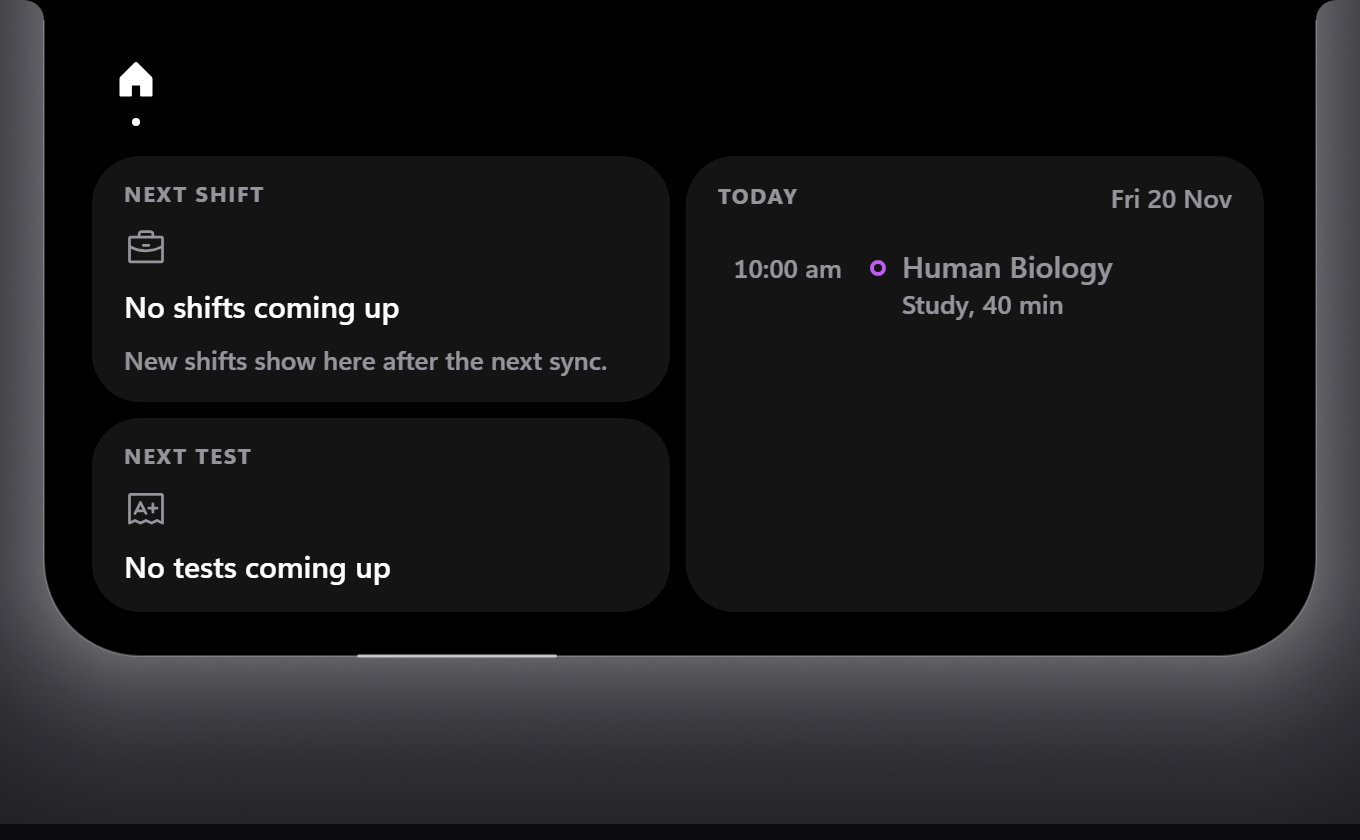 NEXT SHIFT
No shifts coming up
New shifts show here after the next sync.
NEXT TEST
A+
No tests coming up
TODAY
Fri 20 Nov
10:00 am
Human Biology
Study, 40 min